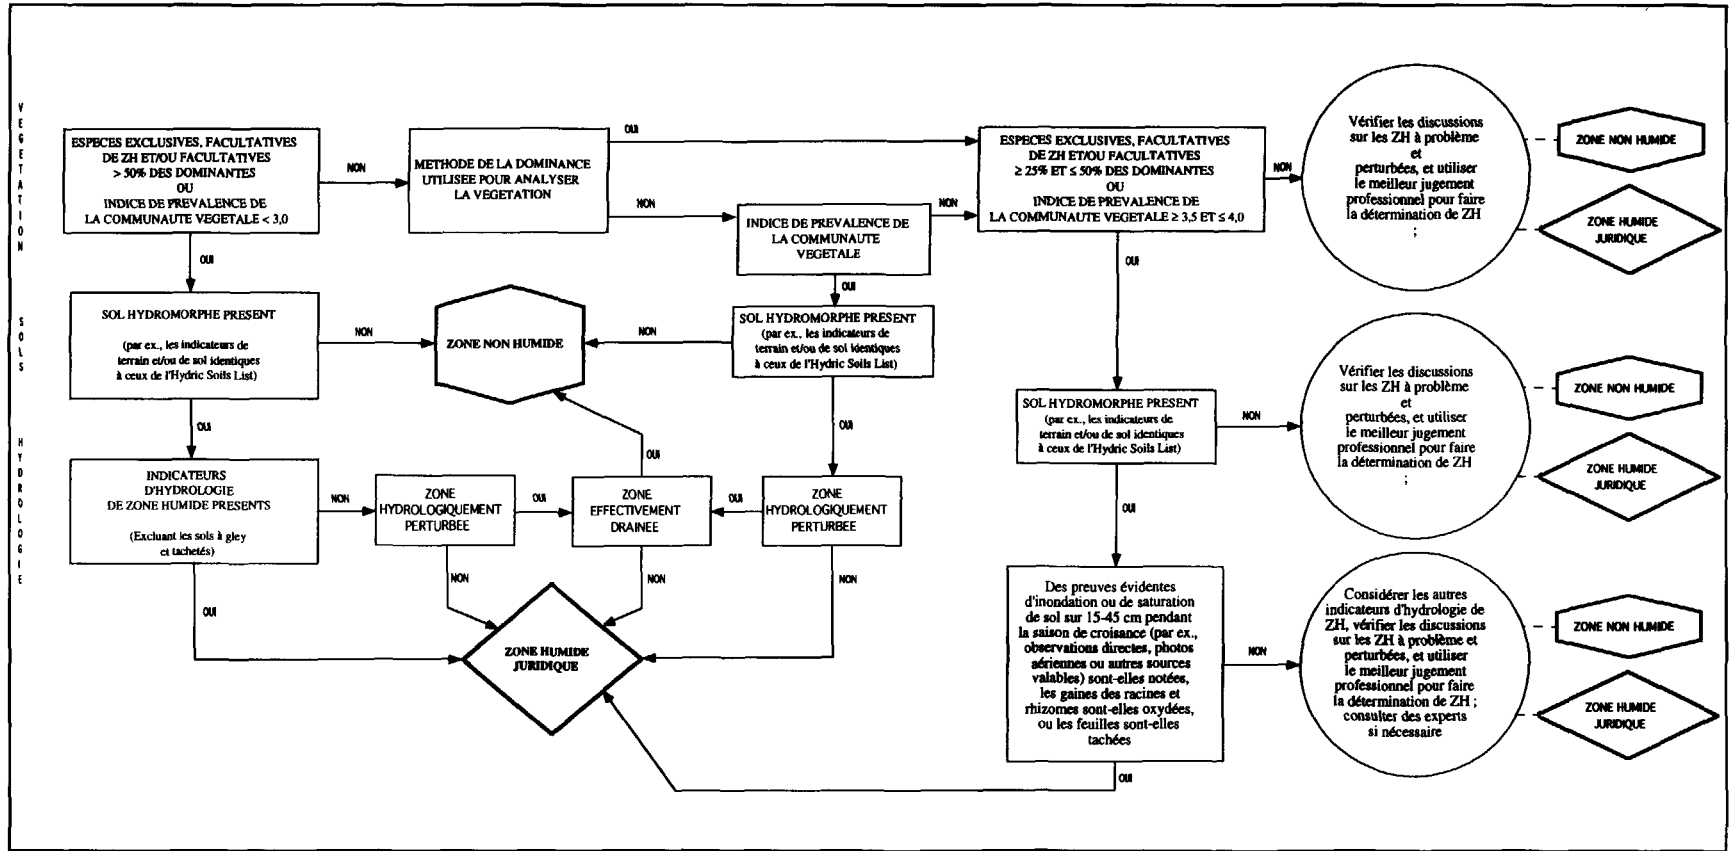 VEGETATION
ESPECES EXCLUSIVES, FACULTATIVES
DE ZH ET/OU FACULTATIVES
> 50% DES DOMINANTES
OU
INDICE DE PREVALENCE DE
LA COMMUNAUTE VEGETALE < 3,0
NON
OUI
METHODE DE LA DOMINANCE
UTILISEE POUR ANALYSER
LA VEGETATION
OUI
NON
INDICE DE PREVALENCE DE
LA COMMUNAUTE
VEGETALE
NON
OUI
ESPECES EXCLUSIVES, FACULTATIVES
DE ZH ET/OU FACULTATIVES
≥ 25% ET ≤ 50% DES DOMINANTES
OU
INDICE DE PREVALENCE DE
LA COMMUNAUTE VEGETALE ≥ 3,5 ET ≤ 4,0
NON
OUI
Vérifier les discussions
sur les ZH à problème
et
perturbées, et utiliser
le meilleur jugement
professionnel pour faire
la détermination de ZH
;
ZONE NON HUMIDE
ZONE HUMIDE
JURIDIQUE
SOLS
SOL HYDROMORPHE PRESENT
(par ex., les indicateurs de
terrain et/ou de sol identiques
à ceux de l'Hydric Soils List)
NON
OUI
ZONE NON HUMIDE
NON
SOL HYDROMORPHE PRESENT
(par ex., les indicateurs de
terrain et/ou de sol identiques
à ceux de l'Hydric Soils List)
OUI
SOL HYDROMORPHE PRESENT
(par ex., les indicateurs de
terrain et/ou de sol identiques
à ceux de l'Hydric Soils List)
NON
OUI
Vérifier les discussions
sur les ZH à problème
et
perturbées, et utiliser
le meilleur jugement
professionnel pour faire
la détermination de ZH
;
ZONE NON HUMIDE
ZONE HUMIDE
JURIDIQUE
HYDROLOGIE
INDICATEURS
D'HYDROLOGIE
DE ZONE HUMIDE PRESENTS
(Excluant les sols à gley
et tachetés)
NON
OUI
ZONE
HYDROLOGIQUEMENT
PERTURBEE
OUI
NON
ZONE
EFFECTIVEMENT
DRAINEE
OUI
NON
OUI
ZONE
HYDROLOGIQUEMENT
PERTURBEE
NON
ZONE HUMIDE
JURIDIQUE
Des preuves évidentes
d'inondation ou de saturation
de sol sur 15-45 cm pendant
la saison de croisance (par ex.,
observations directes, photos
aériennes ou autres sources
valables) sont-elles notées,
les gaines des racines et
rhizomes sont-elles oxydées,
ou les feuilles sont-elles
tachées
NON
OUI
Considérer les autres
indicateurs d'hydrologie de
ZH, vérifier les discussions
sur les ZH à problème et
perturbées, et utiliser
le meilleur jugement
professionnel pour faire
la détermination de ZH ;
consulter des experts
si nécessaire
ZONE NON HUMIDE
ZONE HUMIDE
JURIDIQUE